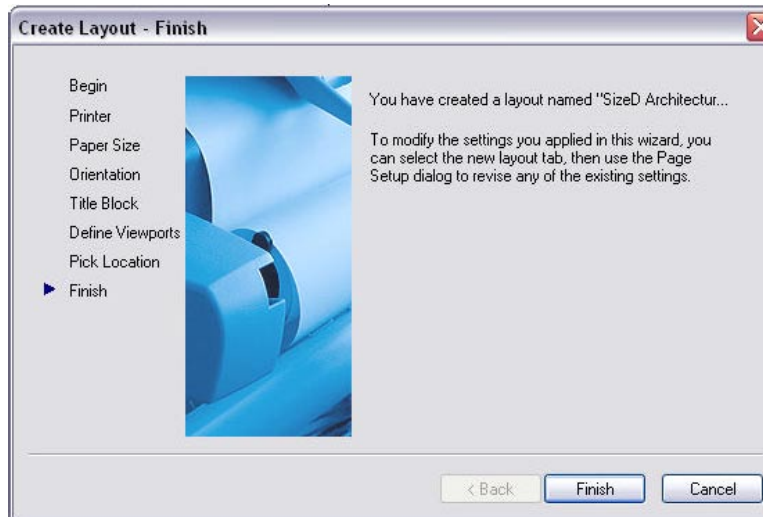 Create Layout - Finish
Begin
Printer
Paper Size
Orientation
Title Block
Define Viewports
Pick Location
Finish
You have created a layout named "SizeD Architectur...
To modify the settings you applied in this wizard, you
can select the new layout tab, then use the Page
Setup dialog to revise any of the existing settings.
< Back
Finish
Cancel